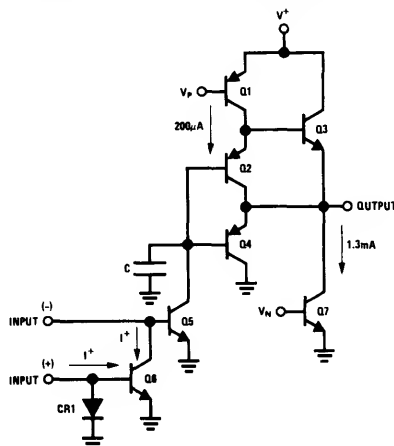 V+
VP
Q1
Q3
200μA
Q2
OUTPUT
Q4
1.3mA
C
VN
Q7
(-)
INPUT
I+
Q5
(+)
INPUT
I+
Q6
CR1